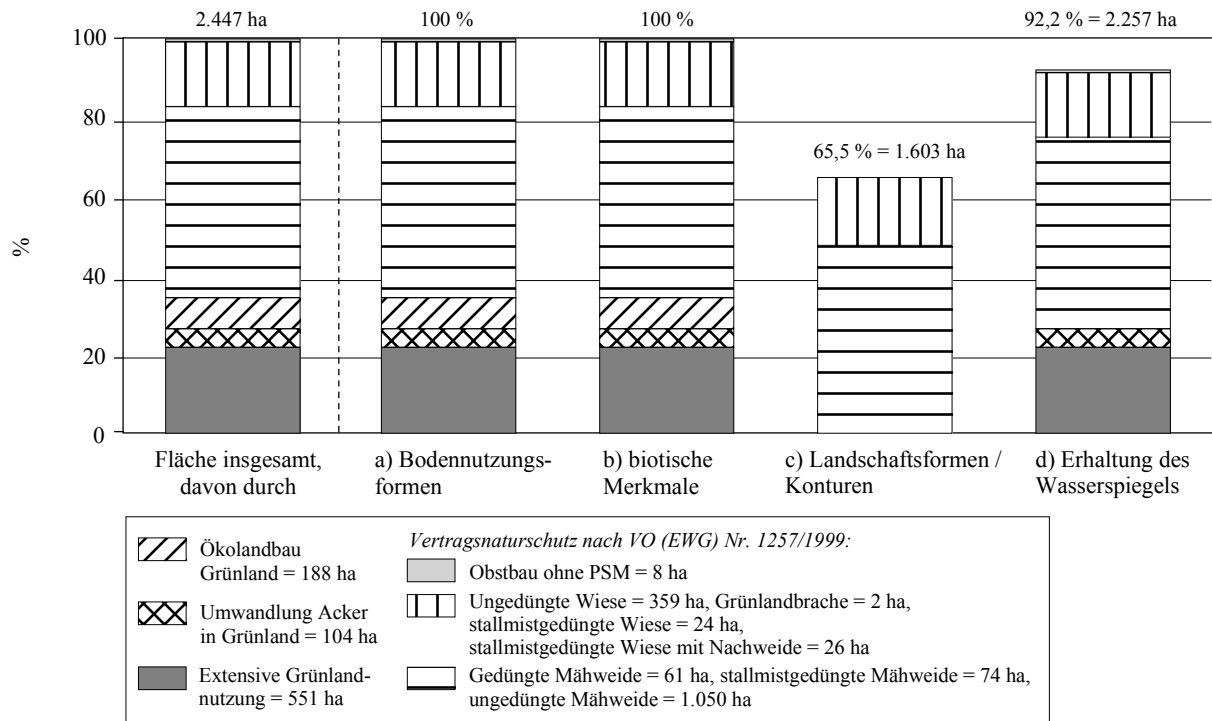 2.447 ha
100 %
100 %
92,2 % = 2.257 ha
100
80
65,5 % = 1.603 ha
60
%
40
20
0
Fläche insgesamt,
davon durch
a) Bodennutzungs-
formen
b) biotische
Merkmale
c) Landschaftsformen /
Konturen
d) Erhaltung des
Wasserspiegels
Ökolandbau
Grünland = 188 ha
Umwandlung Acker
in Grünland = 104 ha
Extensive Grünland-
nutzung = 551 ha
Vertragsnaturschutz nach VO (EWG) Nr. 1257/1999:
Obstbau ohne PSM = 8 ha
Ungedüngte Wiese = 359 ha, Grünlandbrache = 2 ha,
stallmistgedüngte Wiese = 24 ha,
stallmistgedüngte Wiese mit Nachweide = 26 ha
Gedüngte Mähweide = 61 ha, stallmistgedüngte Mähweide = 74 ha,
ungedüngte Mähweide = 1.050 ha